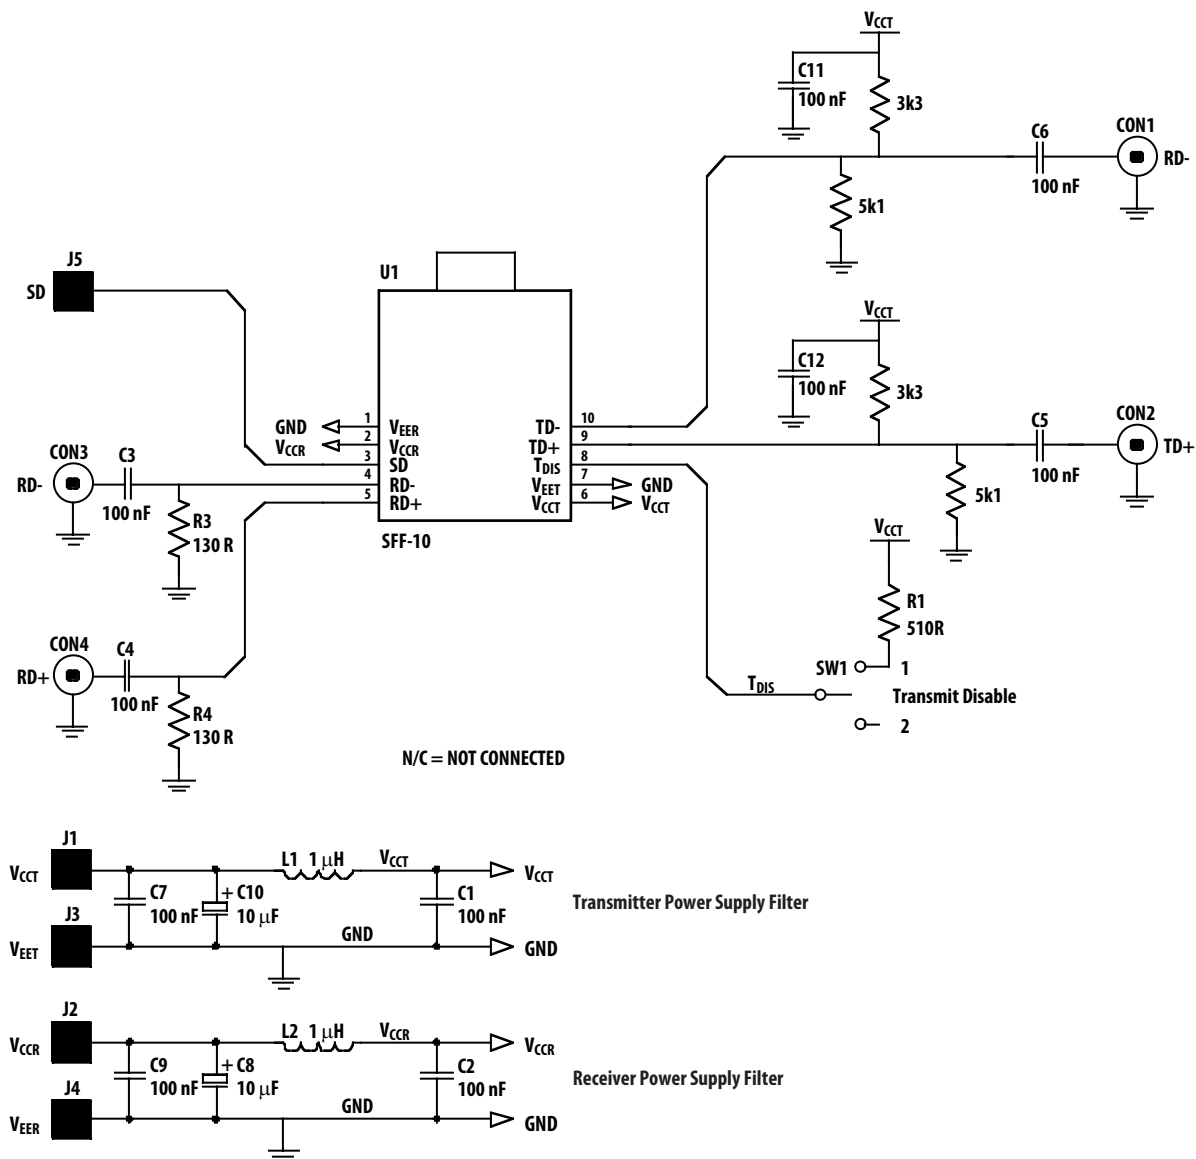 VCCT
C11
100 nF
3k3
C6
100 nF
CON1
RD-
5k1
J5
SD
U1
VCCT
C12
100 nF
3k3
C5
100 nF
CON2
TD+
5k1
GND
VCCR
1
2
3
4
5
VEER
VCCR
SD
RD-
RD+
TD-
TD+
TDIS
VEET
VCCT
10
9
8
7
6
GND
VCCT
SFF-10
CON3
RD-
C3
100 nF
R3
130 R
CON4
RD+
C4
100 nF
R4
130 R
VCCT
R1
510R
SW1
1
TDIS
Transmit Disable
2
N/C = NOT CONNECTED
J1
VCCT
C7
100 nF
+ C10
10 μF
L1 1 μH
VCCT
C1
100 nF
VCCT
Transmitter Power Supply Filter
J3
VEET
GND
GND
J2
VCCR
C9
100 nF
+ C8
10 μF
L2 1 μH
VCCR
C2
100 nF
VCCR
Receiver Power Supply Filter
J4
VEER
GND
GND